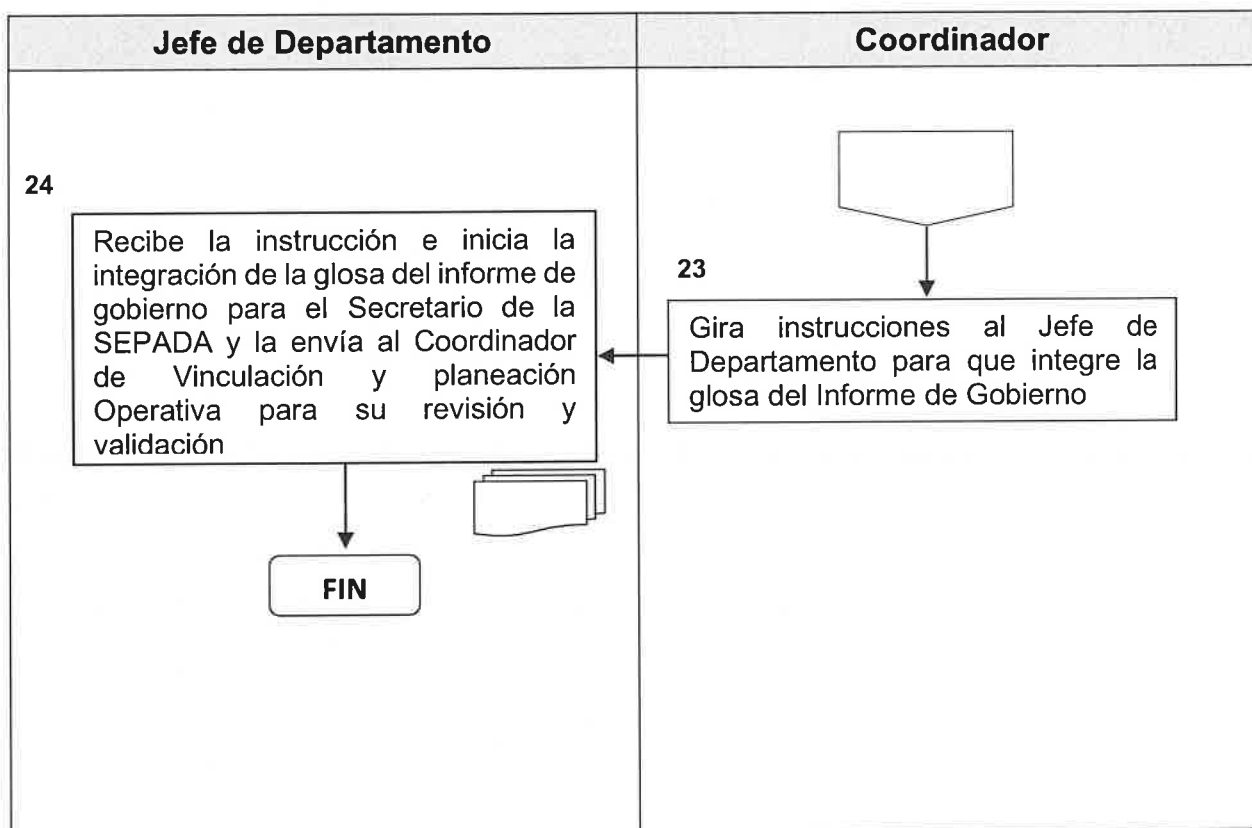 Jefe de Departamento
Coordinador
24
Recibe la instrucción e inicia la
integración de la glosa del informe de
gobierno para el Secretario de la
SEPADA y la envía al Coordinador
de Vinculación y planeación
Operativa para su revisión y
validación
FIN
23
Gira instrucciones al Jefe de
Departamento para que integre la
glosa del Informe de Gobierno